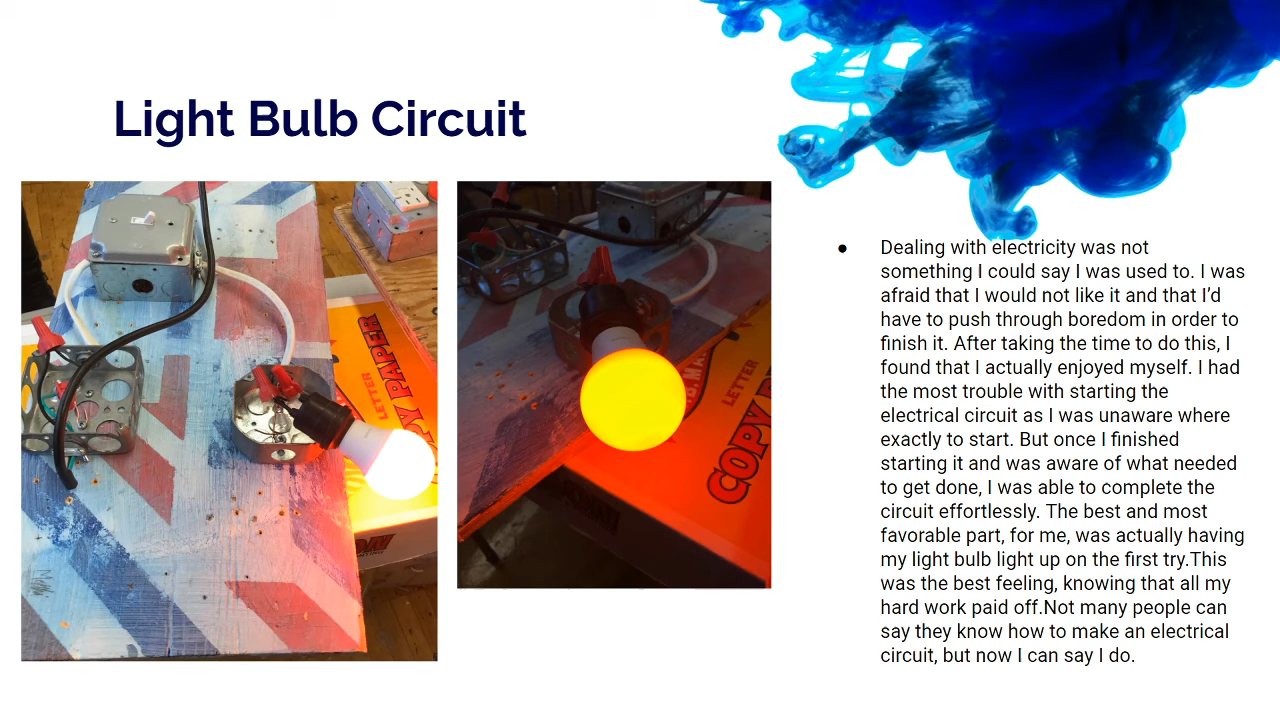 Light Bulb Circuit
LETTER
COPY PAPER
LETTER
COPY
● Dealing with electricity was not
something I could say I was used to. I was
afraid that I would not like it and that I’d
have to push through boredom in order to
finish it. After taking the time to do this, I
found that I actually enjoyed myself. I had
the most trouble with starting the
electrical circuit as I was unaware where
exactly to start. But once I finished
starting it and was aware of what needed
to get done, I was able to complete the
circuit effortlessly. The best and most
favorable part, for me, was actually having
my light bulb light up on the first try.This
was the best feeling, knowing that all my
hard work paid off.Not many people can
say they know how to make an electrical
circuit, but now I can say I do.